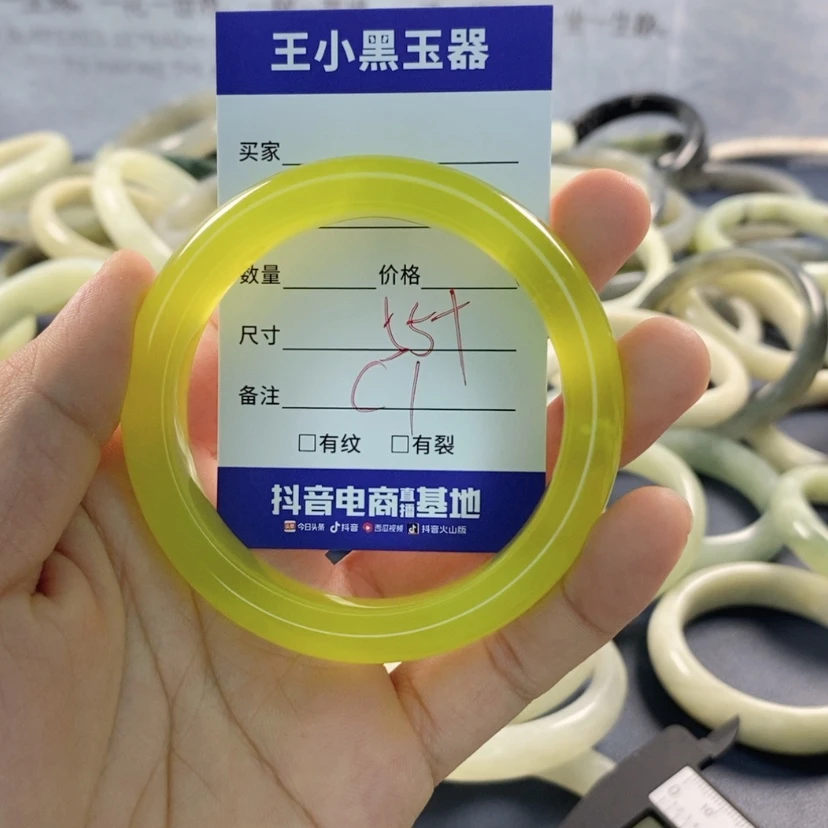 王小黑玉器
买家
数量 价格
尺寸 55+
备注 C1
□有纹 □有裂
抖音电商直播基地
今日头条 抖音 西瓜视频 抖音火山版